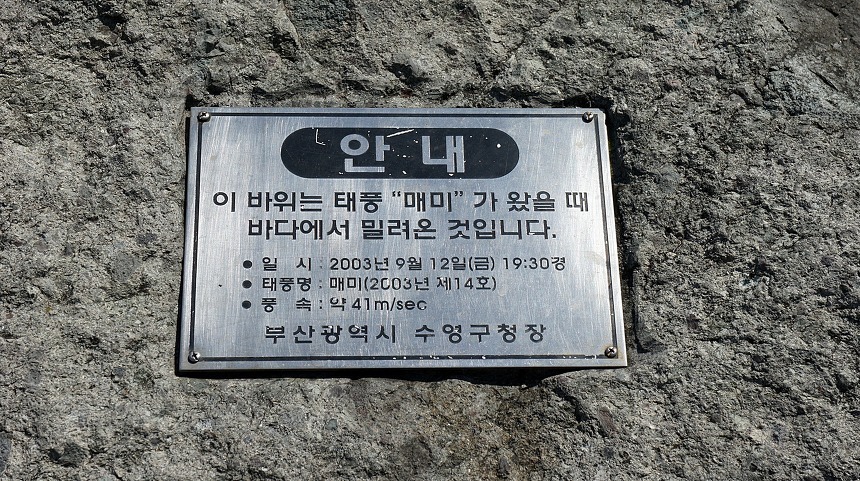 안 내
이 바위는 태풍 “매미” 가 왔을 때
바다에서 밀려온 것입니다.
● 일 시 : 2003년 9월 12일(금) 19:30경
● 태풍명 : 매미(2003년 제14호)
● 풍 속 : 약 41m/sec
부산광역시 수영구청장